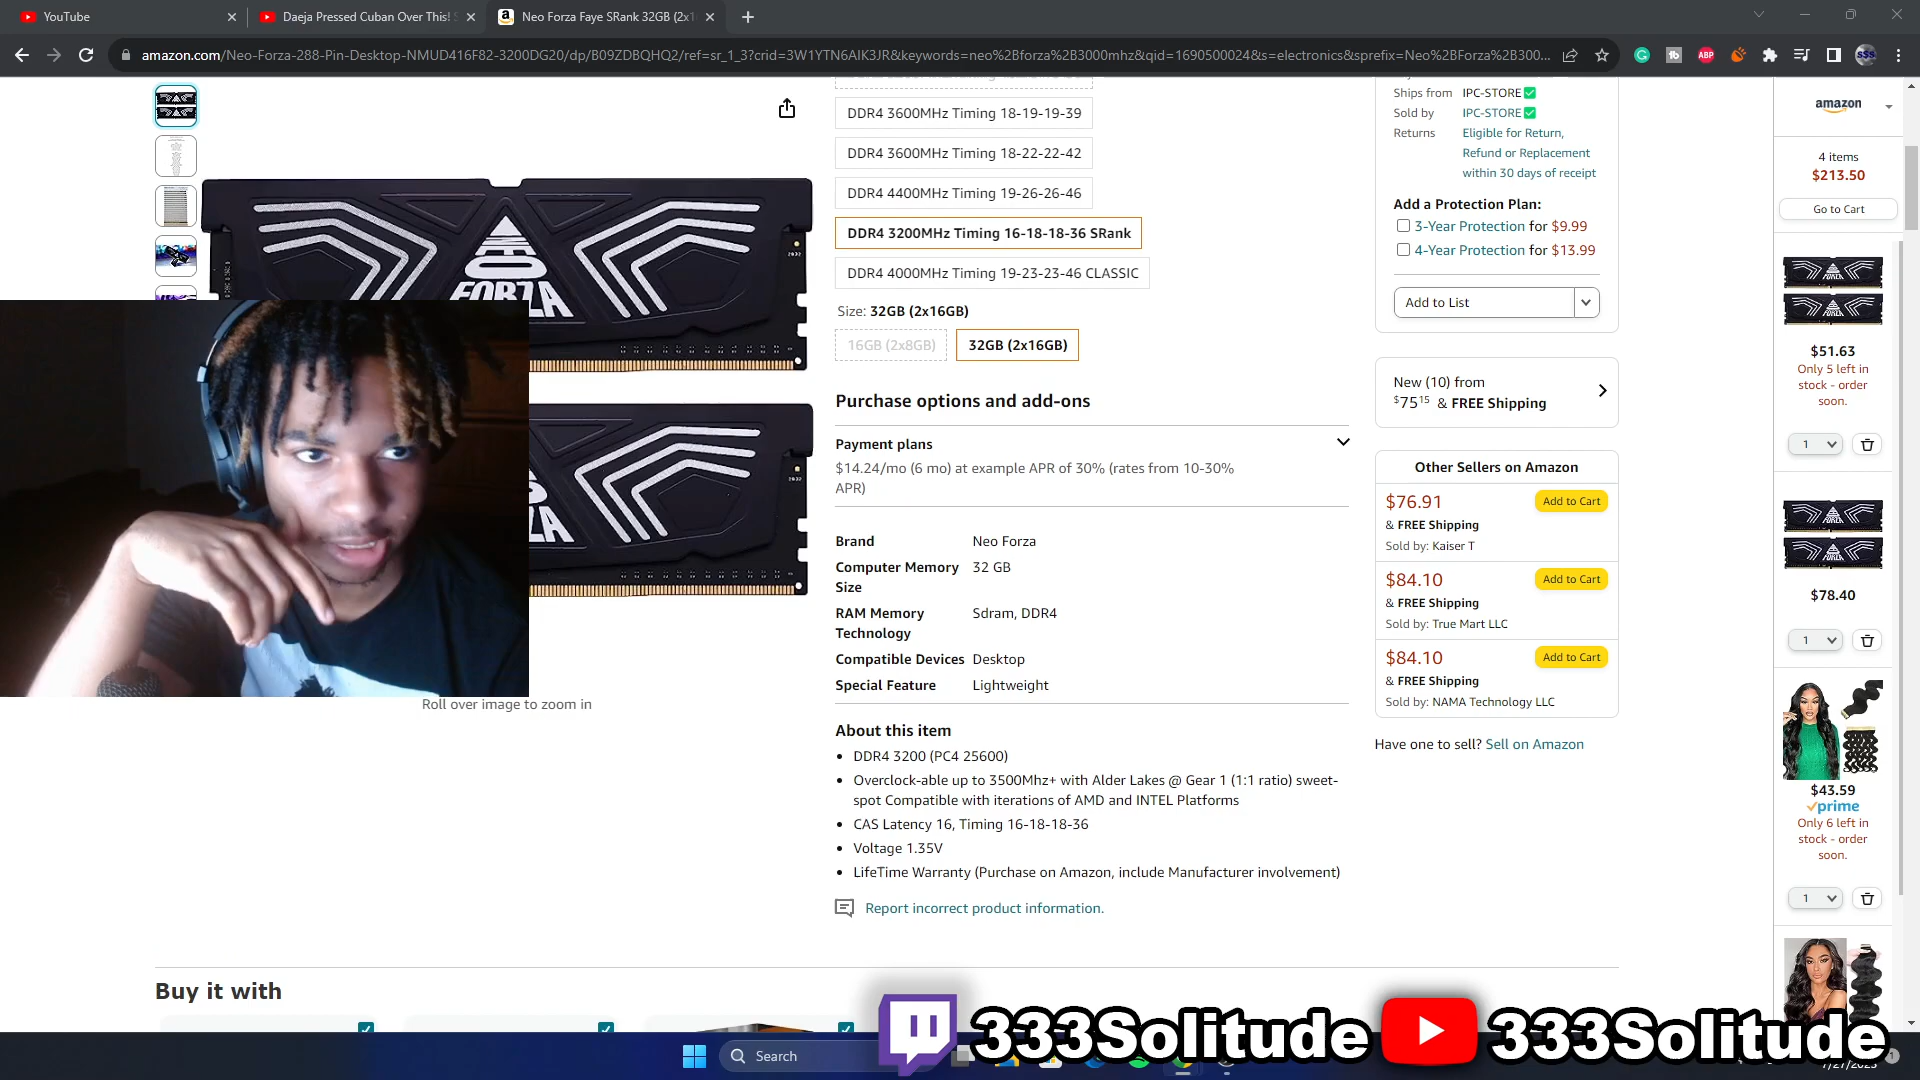 YouTube
Daeja Pressed Cuban Over This!
Neo Forza Faye SRank 32GB (2x1
amazon.com/Neo-Forza-288-Pin-Desktop-NMUD416F82-3200DG20/dp/B09ZDBQHQ2/ref=sr_1_3?crid=3W1YTN6AIK3JR&keywords=neo%2Bforza%2B3000mhz&qid=1690500024&s=electronics&sprefix=Neo%2BForza%2B300...
ABP
DDR4 3600MHz Timing 18-19-19-39
DDR4 3600MHz Timing 18-22-22-42
DDR4 4400MHz Timing 19-26-26-46
DDR4 3200MHz Timing 16-18-18-36 SRank
DDR4 4000MHz Timing 19-23-23-46 CLASSIC
Size: 32GB (2x16GB)
16GB (2x8GB)
32GB (2x16GB)
Purchase options and add-ons
Payment plans
$14.24/mo (6 mo) at example APR of 30% (rates from 10-30%
APR)
Brand Neo Forza
Computer Memory Size 32 GB
RAM Memory Technology Sdram, DDR4
Compatible Devices Desktop
Special Feature Lightweight
About this item
DDR4 3200 (PC4 25600)
Overclock-able up to 3500Mhz+ with Alder Lakes @ Gear 1 (1:1 ratio) sweet-
spot Compatible with iterations of AMD and INTEL Platforms
CAS Latency 16, Timing 16-18-18-36
Voltage 1.35V
LifeTime Warranty (Purchase on Amazon, include Manufacturer involvement)
Report incorrect product information.
NEO
FORZA
Roll over image to zoom in
Ships from IPC-STORE
Sold by IPC-STORE
Returns Eligible for Return,
Refund or Replacement
within 30 days of receipt
Add a Protection Plan:
3-Year Protection for $9.99
4-Year Protection for $13.99
Add to List
New (10) from
$75.15 & FREE Shipping
Other Sellers on Amazon
$76.91 Add to Cart
& FREE Shipping
Sold by: Kaiser T
$84.10 Add to Cart
& FREE Shipping
Sold by: True Mart LLC
$84.10 Add to Cart
& FREE Shipping
Sold by: NAMA Technology LLC
Have one to sell? Sell on Amazon
amazon
4 items
$213.50
Go to Cart
$51.63
Only 5 left in
stock - order
soon.
1
$78.40
1
$43.59
prime
Only 6 left in
stock - order
soon.
1
Buy it with
Search
333Solitude
333Solitude